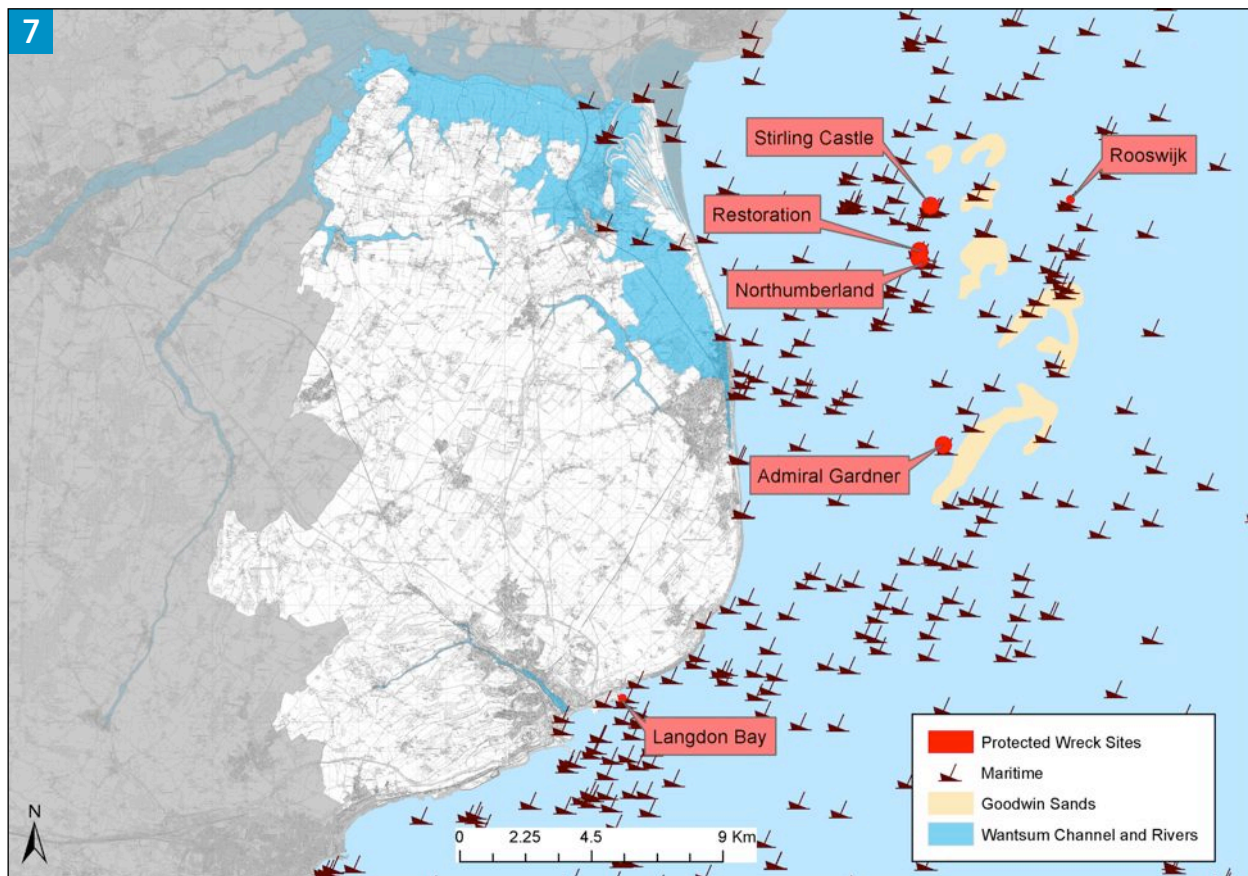 7
Stirling Castle
Rooswijk
Restoration
Northumberland
Admiral Gardner
Langdon Bay
Protected Wreck Sites
Maritime
Goodwin Sands
Wantsum Channel and Rivers
N
0 2.25 4.5 9 Km